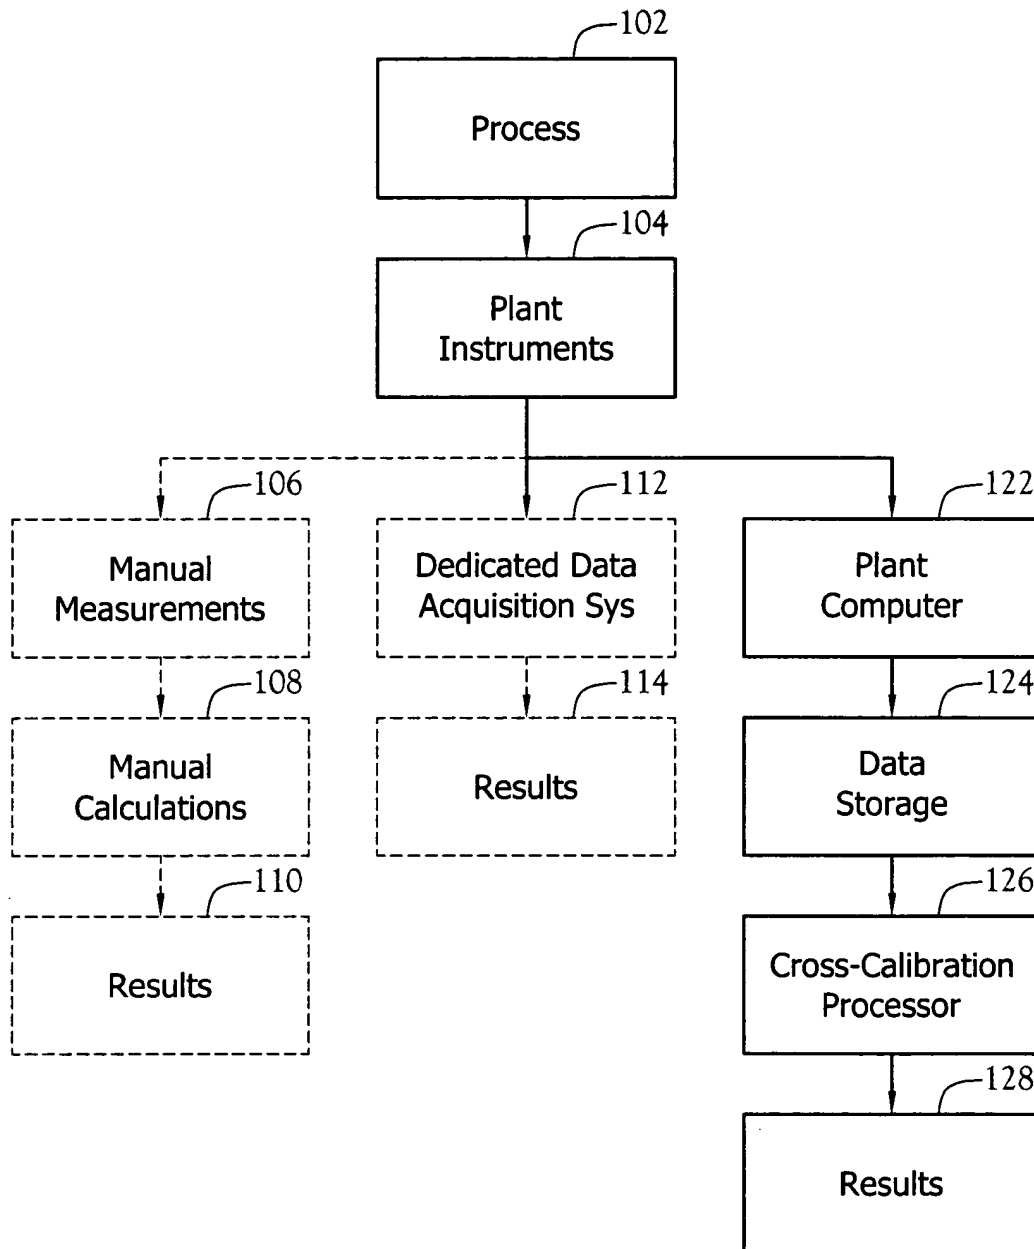 102
Process
104
Plant
Instruments
106
112
122
Manual
Measurements
Dedicated Data
Acquisition Sys
Plant
Computer
108
114
124
Manual
Calculations
Results
Data
Storage
110
126
Results
Cross-Calibration
Processor
128
Results